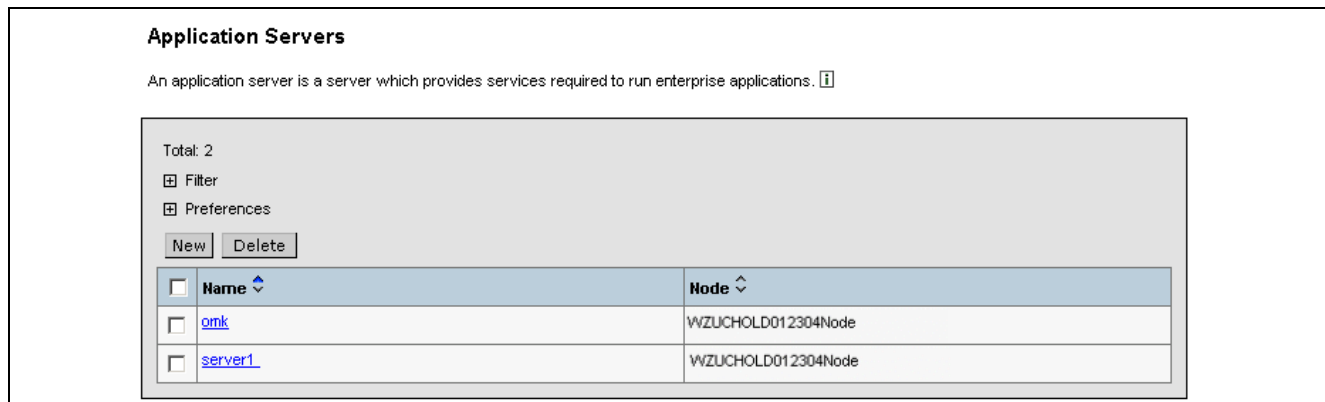 Application Servers
An application server is a server which provides services required to run enterprise applications. i
Total: 2
Filter
Preferences
New Delete
Name Node
omk WZUCHOLD012304Node
server1 WZUCHOLD012304Node